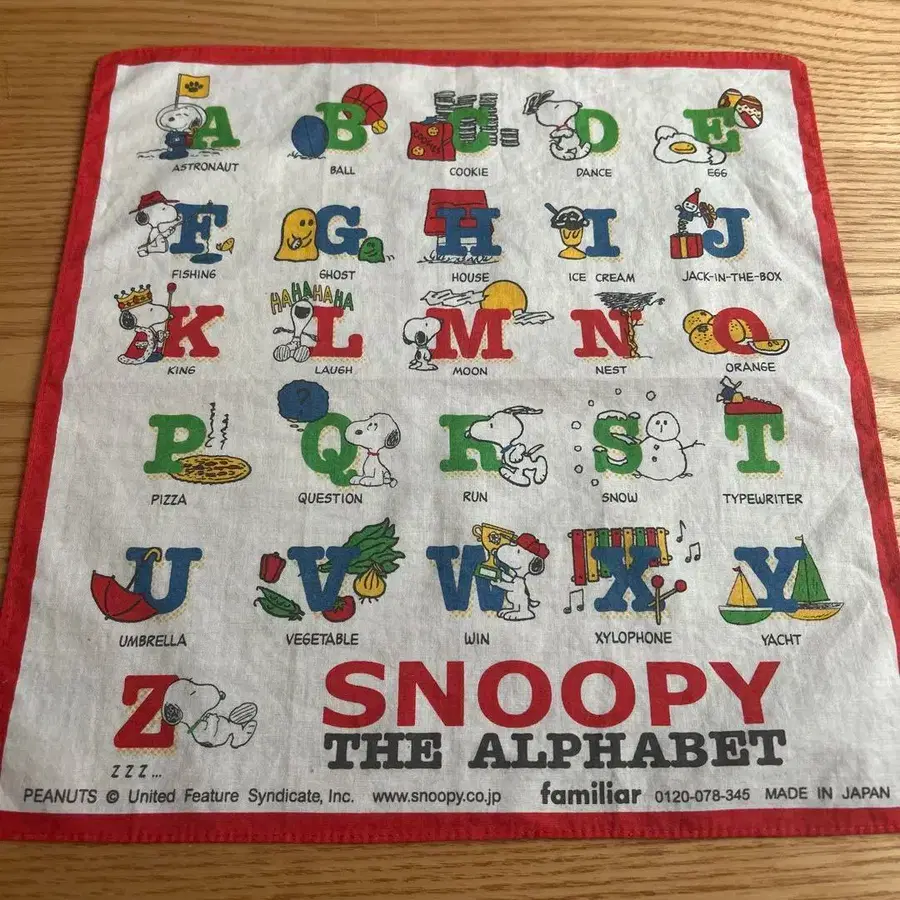 A B C D E
ASTRONAUT BALL COOKIE DANCE EGG
F G H I J
FISHING GHOST HOUSE ICE CREAM JACK-IN-THE-BOX
HAHAHAHA
K L M N O
KING LAUGH MOON NEST ORANGE
?
P Q R S T
PIZZA QUESTION RUN SNOW TYPEWRITER
U V W X Y
UMBRELLA VEGETABLE WIN XYLOPHONE YACHT
Z
Z Z Z...
SNOOPY
THE ALPHABET
PEANUTS © United Feature Syndicate, Inc. www.snoopy.co.jp familiar 0120-078-345 MADE IN JAPAN